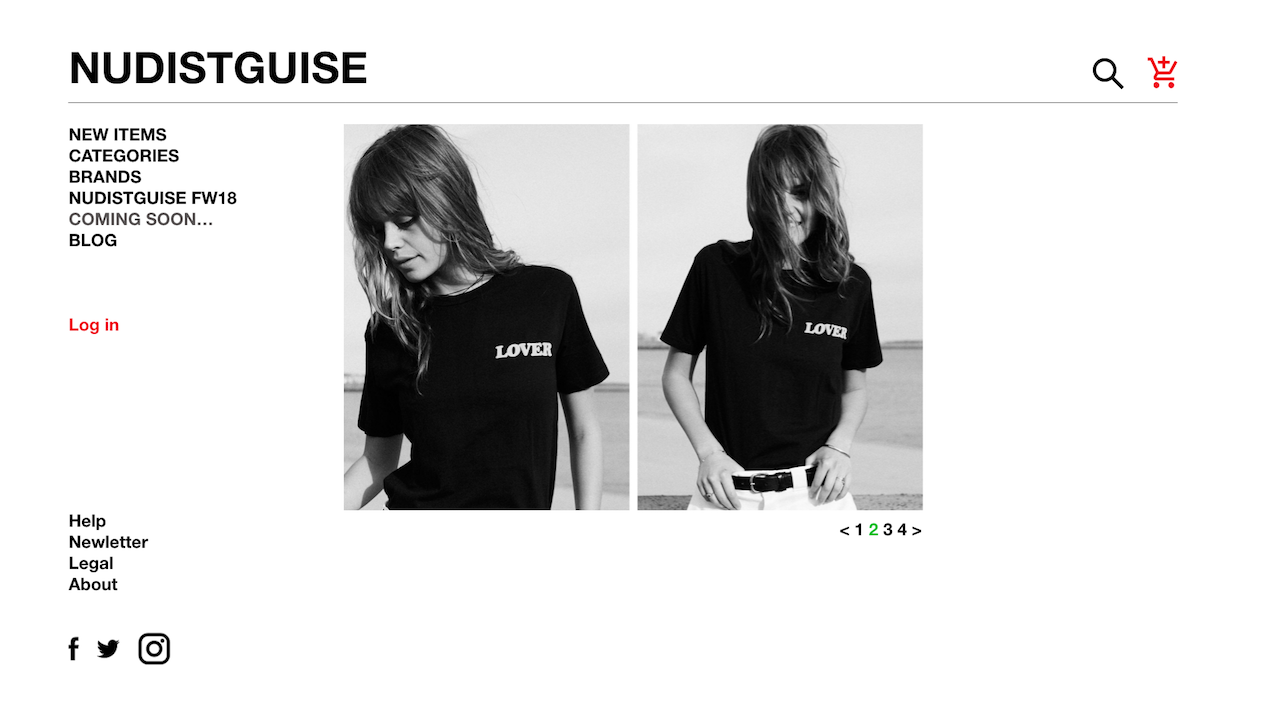 NUDISTGUISE
NEW ITEMS
CATEGORIES
BRANDS
NUDISTGUISE FW18
COMING SOON...
BLOG
Log in
LOVER
LOVER
< 1 2 3 4 >
Help
Newletter
Legal
About